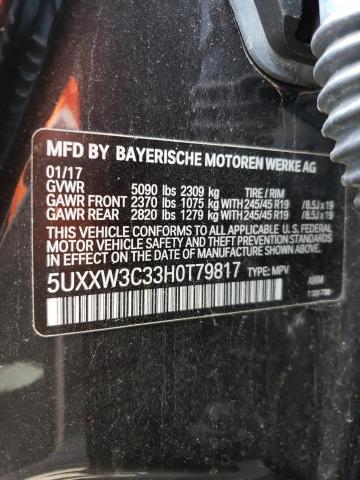 MFD BY BAYERISCHE MOTOREN WERKE AG
01/17
GVWR 5090 lbs 2309 kg TIRE / RIM
GAWR FRONT 2370 lbs 1075 kg WITH 245/45 R19 / 8.5J x 19
GAWR REAR 2820 lbs 1279 kg WITH 245/45 R19 / 8.5J x 19
THIS VEHICLE CONFORMS TO ALL APPLICABLE
U.S. FEDERAL MOTOR VEHICLE SAFETY STANDARDS
IN EFFECT ON THE DATE OF MANUFACTURE SHOWN ABOVE.
5UXXW3C33H0T79817 TYPE: MPV